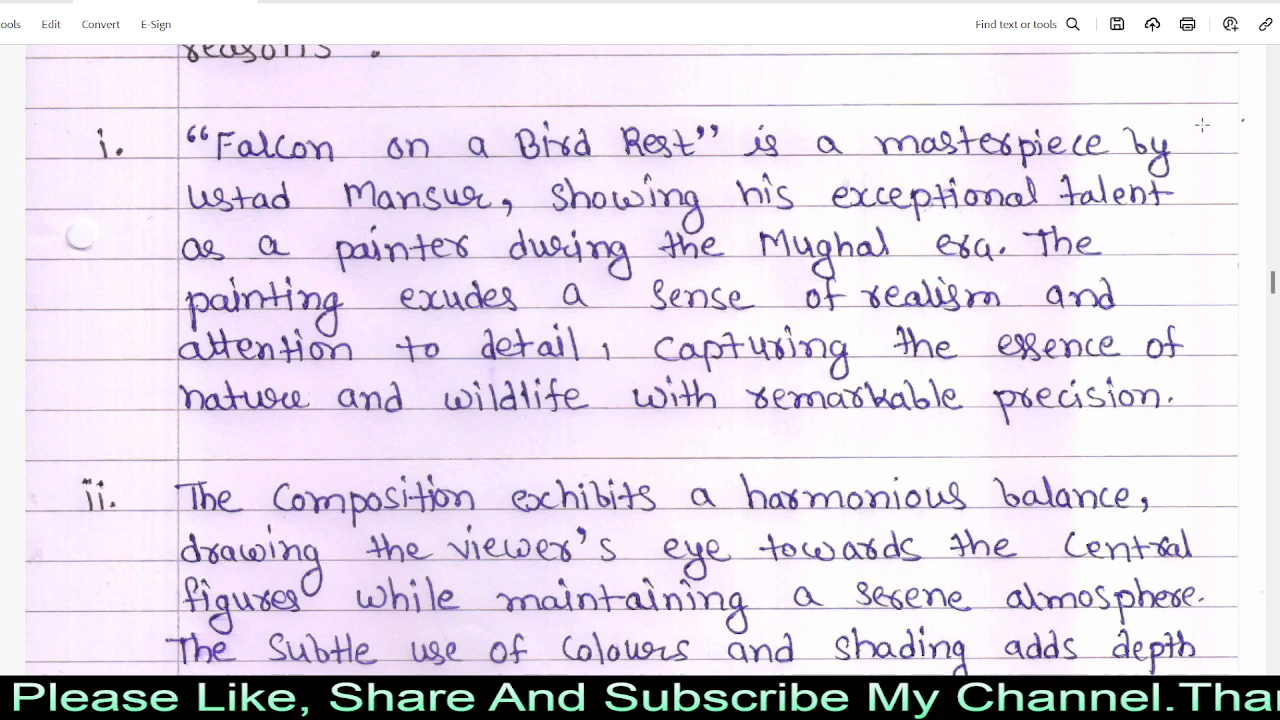 ools Edit Convert E-Sign Find text or tools
reasons.
i. “Falcon on a Bird Rest” is a masterpiece by
ustad Mansur, showing his exceptional talent
as a painter during the Mughal era. The
painting exudes a sense of realism and
attention to detail, capturing the essence of
nature and wildlife with remarkable precision.
ii. The Composition exhibits a harmonious balance,
drawing the viewer's eye towards the Central
figures while maintaining a serene atmosphere.
The Subtle use of Colours and shading adds depth
Please Like, Share And Subscribe My Channel.Tha